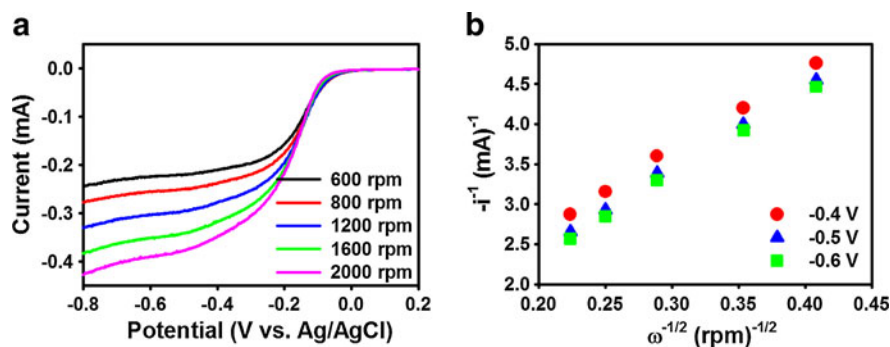 a
0.0
-0.1
-0.2
-0.3
-0.4
Current (mA)
600 rpm
800 rpm
1200 rpm
1600 rpm
2000 rpm
-0.8 -0.6 -0.4 -0.2 0.0 0.2
Potential (V vs. Ag/AgCl)
b
5.0
4.5
4.0
3.5
3.0
2.5
2.0
-i⁻¹ (mA)⁻¹
-0.4 V
-0.5 V
-0.6 V
0.20 0.25 0.30 0.35 0.40 0.45
ω⁻¹/² (rpm)⁻¹/²